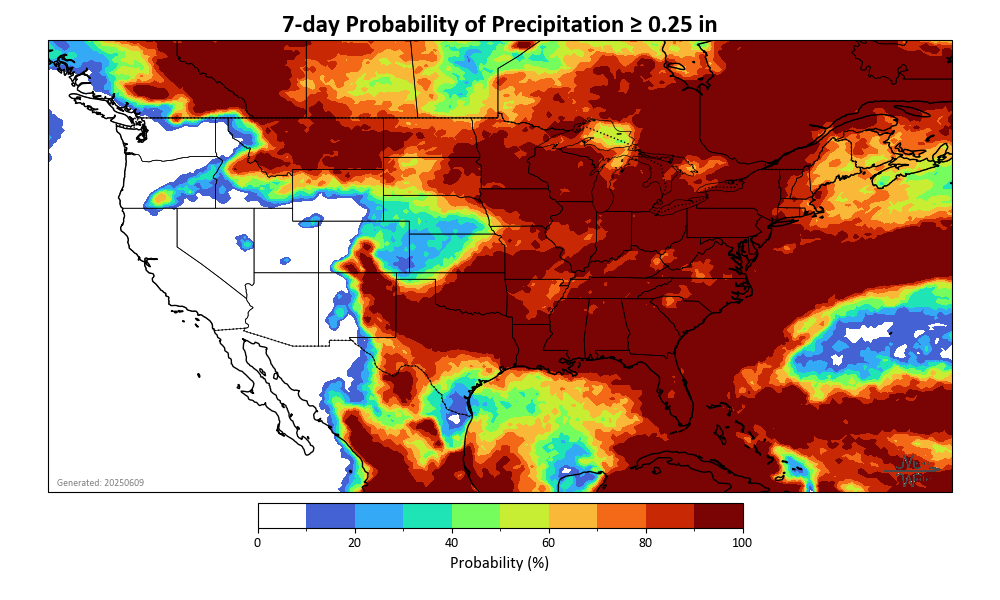 7-day Probability of Precipitation ≥ 0.25 in
Generated: 20250609
0 20 40 60 80 100
Probability (%)